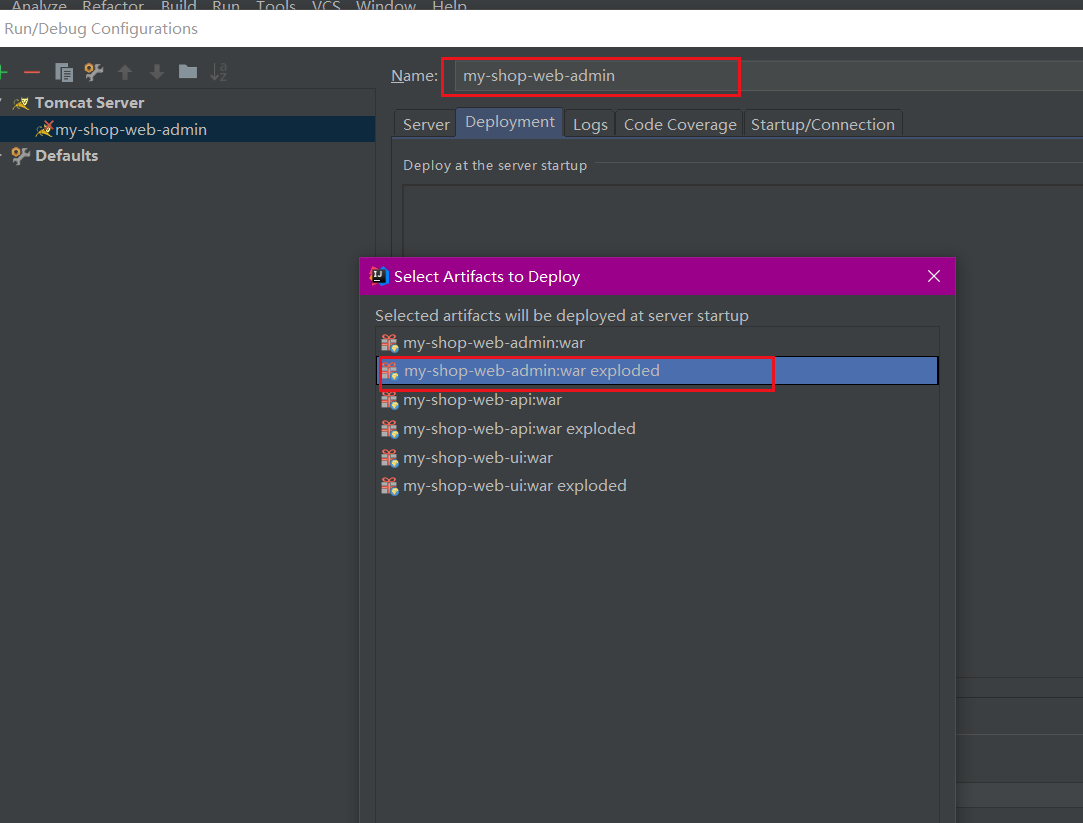 Analyze Refactor Build Run Tools VCS Window Help
Run/Debug Configurations
Name: my-shop-web-admin
Tomcat Server
my-shop-web-admin
Defaults
Server Deployment Logs Code Coverage Startup/Connection
Deploy at the server startup
Select Artifacts to Deploy
Selected artifacts will be deployed at server startup
my-shop-web-admin:war
my-shop-web-admin:war exploded
my-shop-web-api:war
my-shop-web-api:war exploded
my-shop-web-ui:war
my-shop-web-ui:war exploded